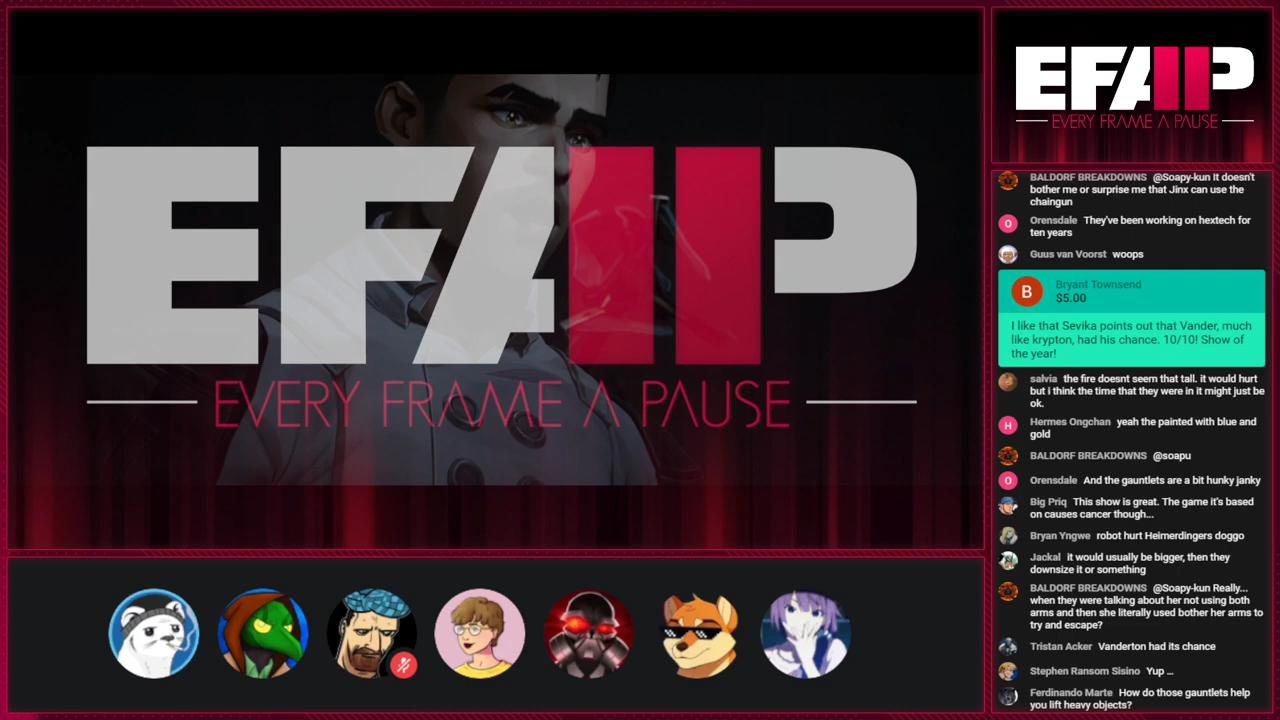 EFAP
EVERY FRAME A PAUSE
EFAP
EVERY FRAME A PAUSE
BALDORF BREAKDOWNS @Soapy-kun It doesn't
bother me or surprise me that Jinx can use the
chaingun
O
Orensdale They've been working on hextech for
ten years
Guus van Voorst woops
B
Bryant Townsend
$5.00
I like that Sevika points out that Vander, much
like krypton, had his chance. 10/10! Show of
the year!
salvia the fire doesnt seem that tall. it would hurt
but i think the time that they were in it might just be
ok.
H
Hermes Ongchan yeah the painted with blue and
gold
BALDORF BREAKDOWNS @soapu
O
Orensdale And the gauntlets are a bit hunky janky
Big Priq This show is great. The game it's based
on causes cancer though...
Bryan Yngwe robot hurt Heimerdingers doggo
Jackal it would usually be bigger, then they
downsize it or something
BALDORF BREAKDOWNS @Soapy-kun Really...
when they were talking about her not using both
arms and then she literally used bother her arms to
try and escape?
Tristan Acker Vanderton had its chance
Stephen Ransom Sisino Yup ...
Ferdinando Marte How do those gauntlets help
you lift heavy objects?